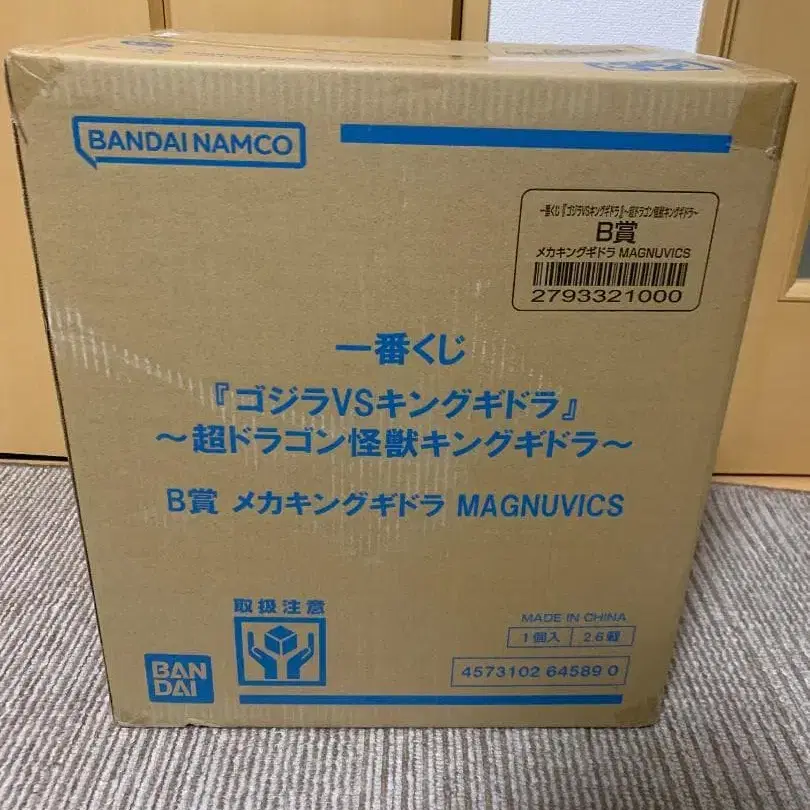 BANDAI NAMCO
一番くじ『ゴジラVSキングギドラ』~超ドラゴン怪獣キングギドラ~
B賞
メカキングギドラ MAGNUVICS
2793321000
一番くじ
『ゴジラVSキングギドラ』
~超ドラゴン怪獣キングギドラ~
B賞 メカキングギドラ MAGNUVICS
取扱注意
MADE IN CHINA
1個入 2.6
BAN
DAI
4573102 64589 0